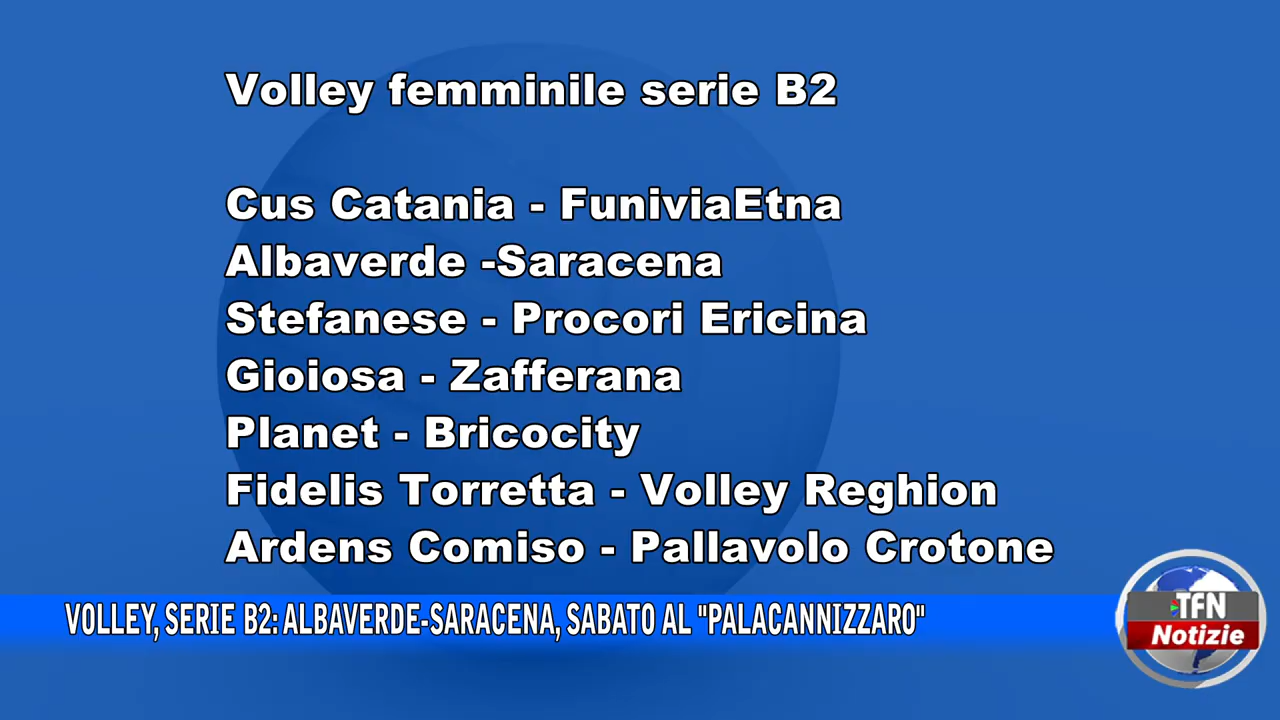 Volley femminile serie B2
Cus Catania - FuniviaEtna
Albaverde -Saracena
Stefanese - Procori Ericina
Gioiosa - Zafferana
Planet - Bricocity
Fidelis Torretta - Volley Reghion
Ardens Comiso - Pallavolo Crotone
VOLLEY, SERIE B2: ALBAVERDE-SARACENA, SABATO AL "PALACANNIZZARO"
TFN
Notizie